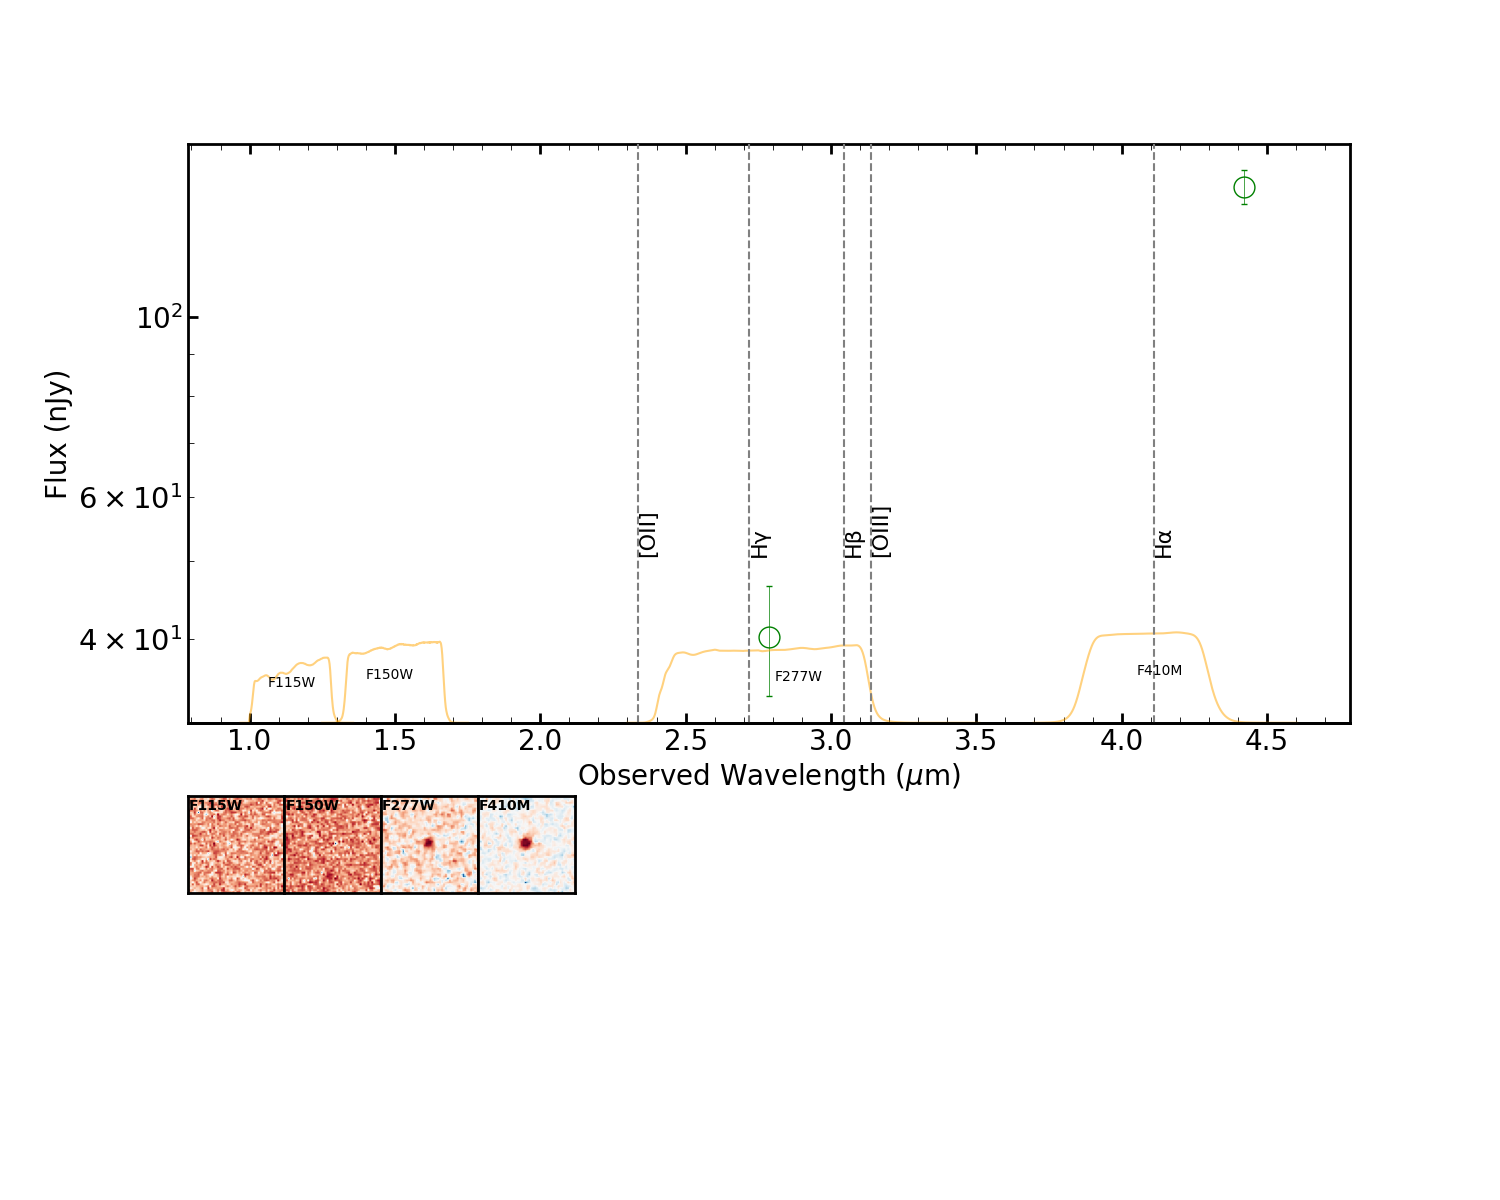 Flux (nJy)
10²
6 × 10¹
4 × 10¹
[OII]
Hγ
Hβ
[OIII]
Hα
F115W
F150W
F277W
F410M
1.0 1.5 2.0 2.5 3.0 3.5 4.0 4.5
Observed Wavelength (μm)
F115W F150W F277W F410M